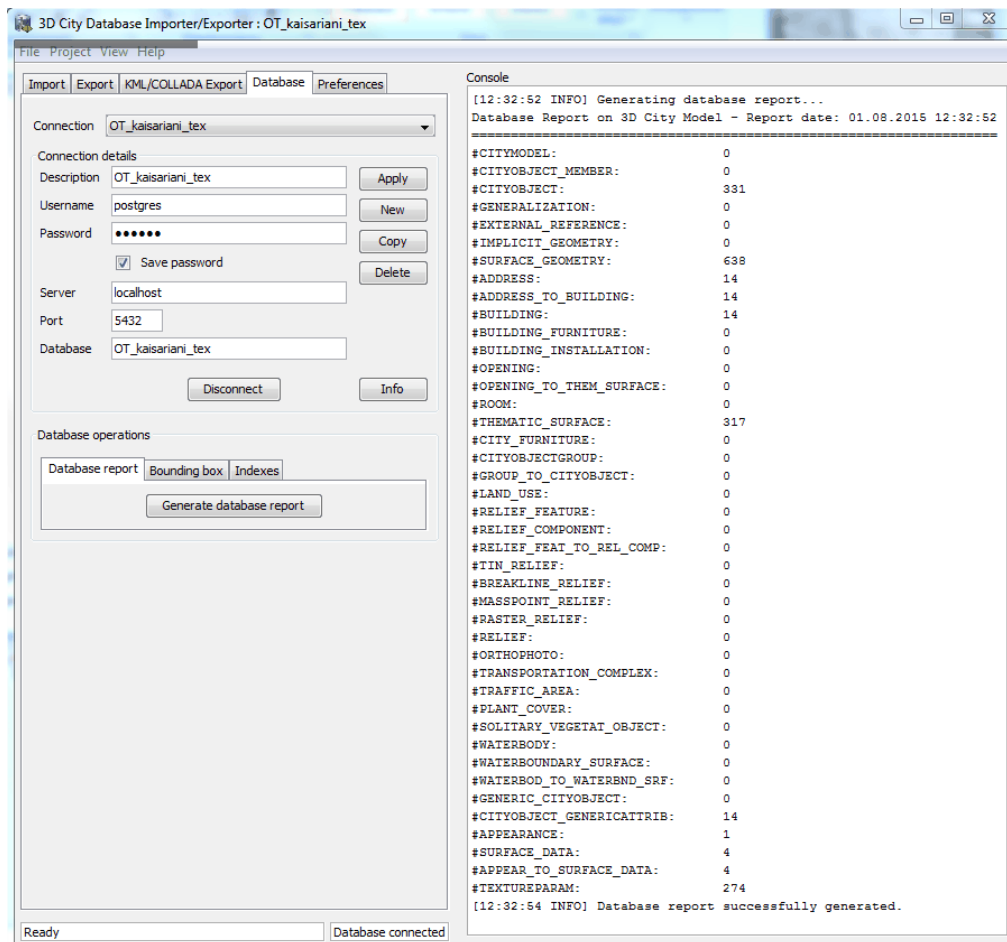 3D City Database Importer/Exporter : OT_kaisariani_tex
File Project View Help
Import Export KML/COLLADA Export Database Preferences
Connection OT_kaisariani_tex
Connection details
Description OT_kaisariani_tex Apply
Username postgres New
Password ●●●●●● Copy
Save password
Delete
Server localhost
Port 5432
Database OT_kaisariani_tex
Disconnect Info
Database operations
Database report Bounding box Indexes
Generate database report
Ready Database connected
Console
[12:32:52 INFO] Generating database report...
Database Report on 3D City Model - Report date: 01.08.2015 12:32:52
===================================================================
#CITYMODEL: 0
#CITYOBJECT_MEMBER: 0
#CITYOBJECT: 331
#GENERALIZATION: 0
#EXTERNAL_REFERENCE: 0
#IMPLICIT_GEOMETRY: 0
#SURFACE_GEOMETRY: 638
#ADDRESS: 14
#ADDRESS_TO_BUILDING: 14
#BUILDING: 14
#BUILDING_FURNITURE: 0
#BUILDING_INSTALLATION: 0
#OPENING: 0
#OPENING_TO_THEM_SURFACE: 0
#ROOM: 0
#THEMATIC_SURFACE: 317
#CITY_FURNITURE: 0
#CITYOBJECTGROUP: 0
#GROUP_TO_CITYOBJECT: 0
#LAND_USE: 0
#RELIEF_FEATURE: 0
#RELIEF_COMPONENT: 0
#RELIEF_FEAT_TO_REL_COMP: 0
#TIN_RELIEF: 0
#BREAKLINE_RELIEF: 0
#MASSPOINT_RELIEF: 0
#RASTER_RELIEF: 0
#RELIEF: 0
#ORTHOPHOTO: 0
#TRANSPORTATION_COMPLEX: 0
#TRAFFIC_AREA: 0
#PLANT_COVER: 0
#SOLITARY_VEGETAT_OBJECT: 0
#WATERBODY: 0
#WATERBOUNDARY_SURFACE: 0
#WATERBOD_TO_WATERBND_SRF: 0
#GENERIC_CITYOBJECT: 0
#CITYOBJECT_GENERICATTRIB: 14
#APPEARANCE: 1
#SURFACE_DATA: 4
#APPEAR_TO_SURFACE_DATA: 4
#TEXTUREPARAM: 274
[12:32:54 INFO] Database report successfully generated.